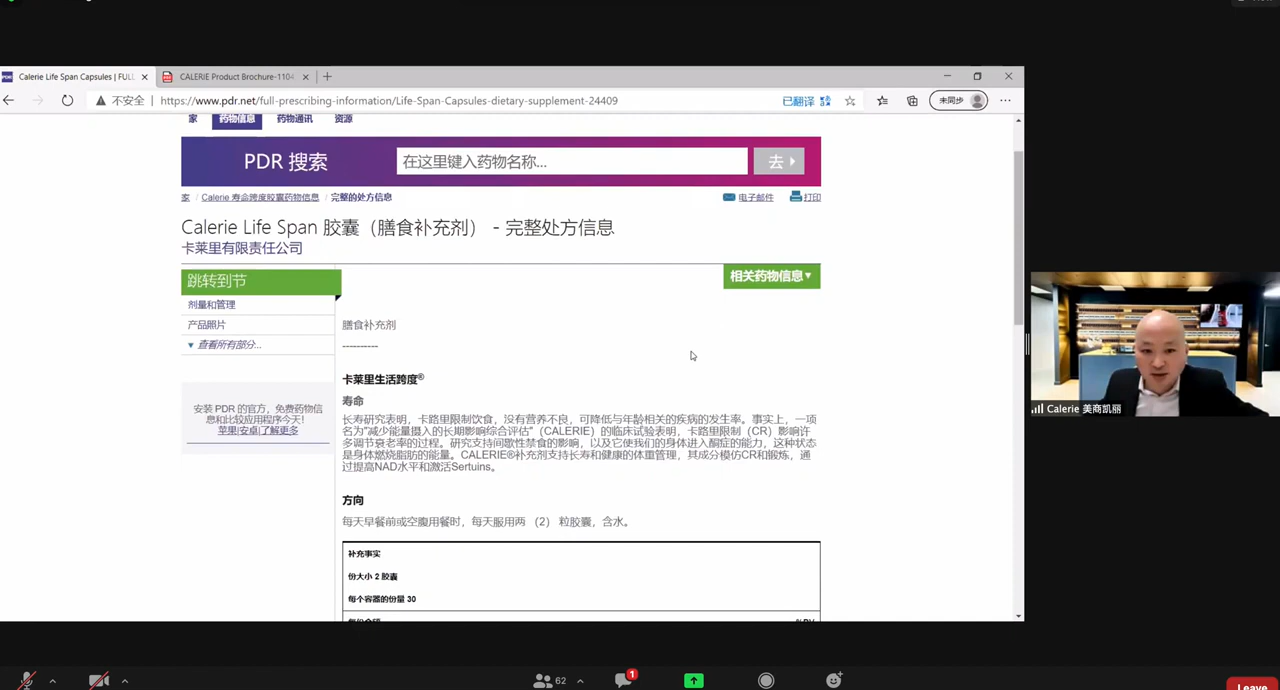 Calerie Life Span Capsules | FULL
CALERIE Product Brochure-1104
不安全
https://www.pdr.net/full-prescribing-information/Life-Span-Capsules-dietary-supplement-24409
已翻译
未同步
家
药物信息
药物通讯
资源
PDR 搜索
在这里键入药物名称...
去
家 / Calerie 寿命跨度胶囊药物信息 / 完整的处方信息
电子邮件
打印
Calerie Life Span 胶囊（膳食补充剂） - 完整处方信息
卡莱里有限责任公司
跳转到节
相关药物信息▼
剂量和管理
产品照片
▼ 查看所有部分...
安装 PDR 的官方，免费药物信
息和比较应用程序今天！
苹果|安卓|了解更多
膳食补充剂
----------
卡莱里生活跨度®
寿命
长寿研究表明，卡路里限制饮食，没有营养不良，可降低与年龄相关的疾病的发生率。事实上，一项
名为"减少能量摄入的长期影响综合评估"（CALERIE）的临床试验表明，卡路里限制（CR）影响许
多调节衰老率的过程。研究支持间歇性禁食的影响，以及它使我们的身体进入酮症的能力，这种状态
是身体燃烧脂肪的能量。CALERIE®补充剂支持长寿和健康的体重管理，其成分模仿CR和锻炼，通
过提高NAD水平和激活Sertuins。
方向
每天早餐前或空腹用餐时，每天服用两 （2） 粒胶囊，含水。
补充事实
份大小 2 胶囊
每个容器的份量 30
Calerie 美商凯丽
62
1
Leave